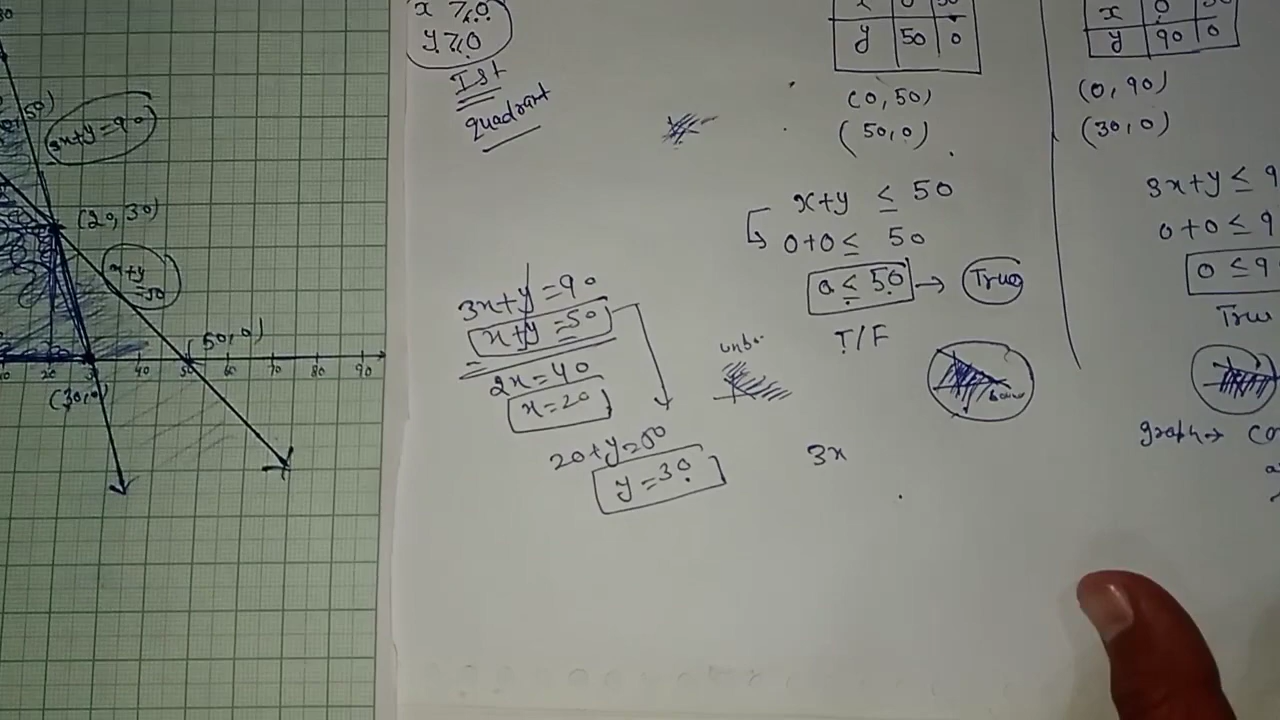 30
50)
3x+y=90
(20,30)
x+y
=50
(50,0)
10 20 30 40 50 60 70 80 90
(30,0)
x ≥ 0
y ≥ 0
Ist
quadrant
3x+y=90
x+y=50
2x=40
x=20
20+y=50
y=30
y 50 0
(0,50)
(50,0)
x+y ≤ 50
0+0 ≤ 50
0 ≤ 50 → True
T/F
3x
x 0 30
y 90 0
(0,90)
(30,0)
3x+y ≤ 9
0+0 ≤ 9
0 ≤ 9
Tru
graph→ Co